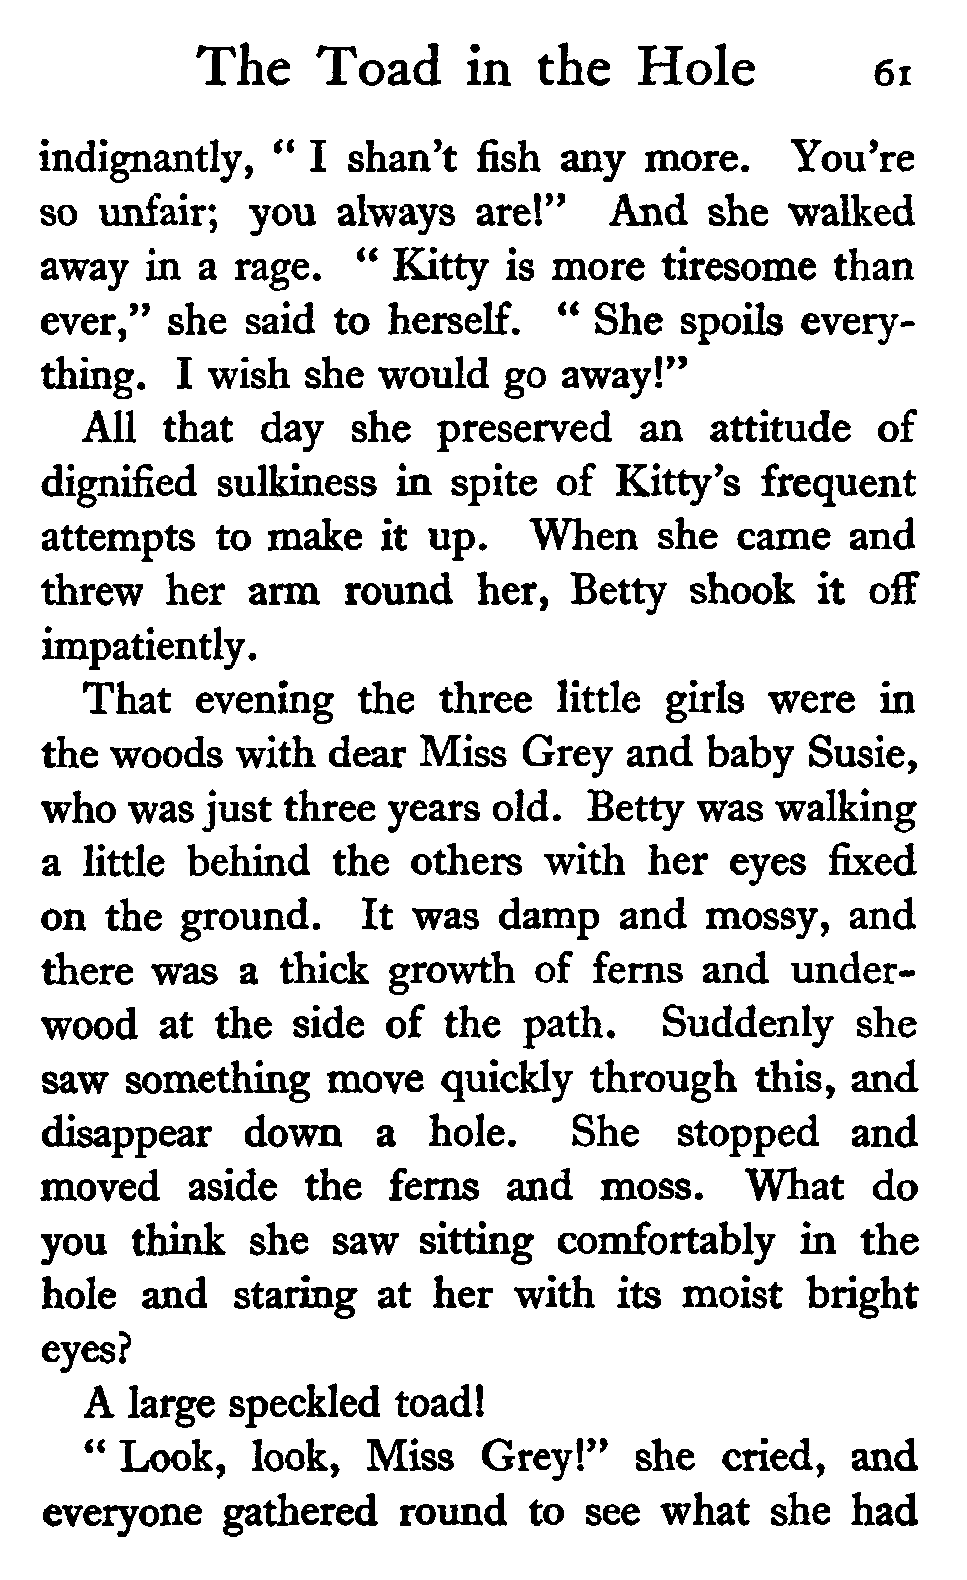 The Toad in the Hole 61
indignantly, “ I shan't fish any more. You're
so unfair; you always are!” And she walked
away in a rage. “ Kitty is more tiresome than
ever,” she said to herself. “ She spoils every-
thing. I wish she would go away!”
All that day she preserved an attitude of
dignified sulkiness in spite of Kitty's frequent
attempts to make it up. When she came and
threw her arm round her, Betty shook it off
impatiently.
That evening the three little girls were in
the woods with dear Miss Grey and baby Susie,
who was just three years old. Betty was walking
a little behind the others with her eyes fixed
on the ground. It was damp and mossy, and
there was a thick growth of ferns and under-
wood at the side of the path. Suddenly she
saw something move quickly through this, and
disappear down a hole. She stopped and
moved aside the ferns and moss. What do
you think she saw sitting comfortably in the
hole and staring at her with its moist bright
eyes?
A large speckled toad!
“ Look, look, Miss Grey!” she cried, and
everyone gathered round to see what she had